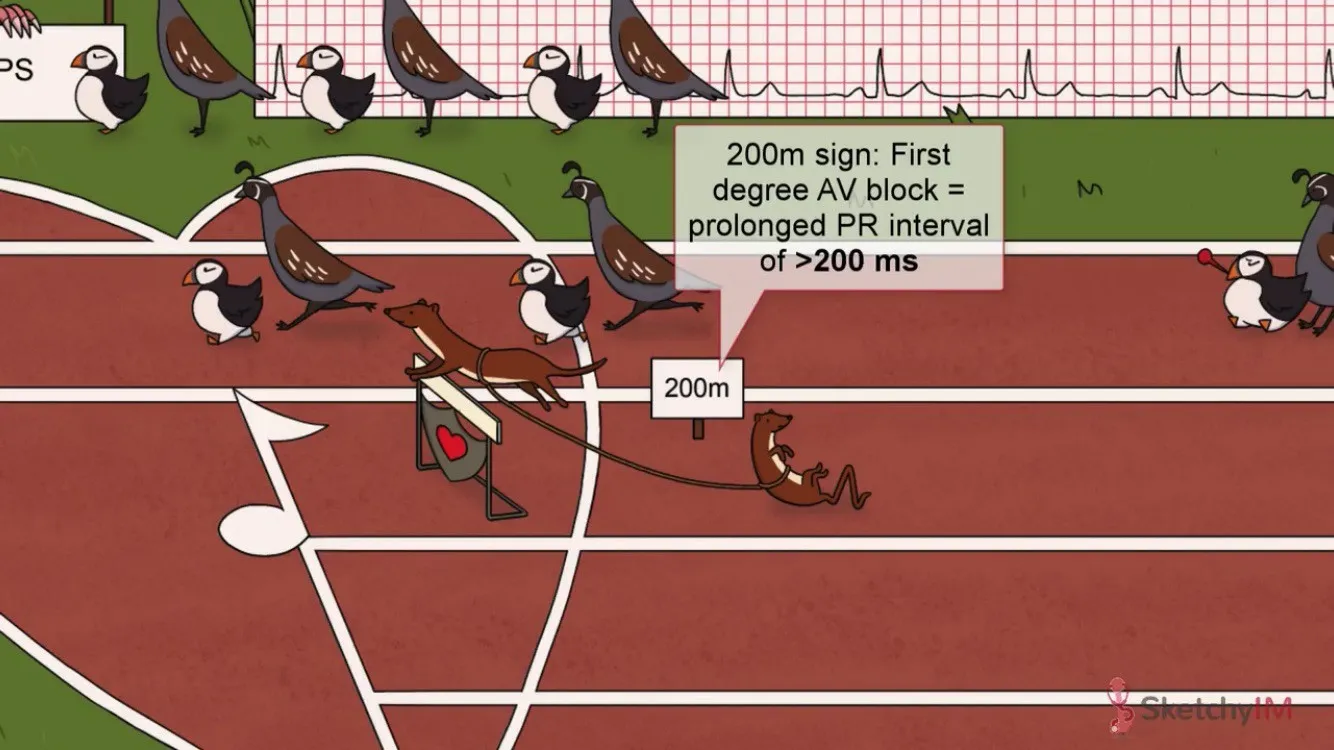 PS
200m sign: First
degree AV block =
prolonged PR interval
of >200 ms
200m
SketchyIM